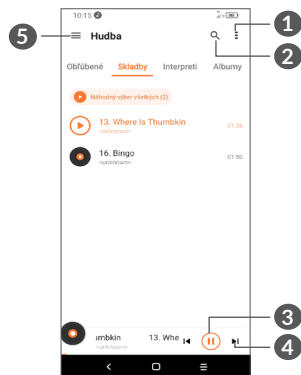 10:15
1
Hudba
5
2
Obľúbené Skladby Interpreti Albumy
Náhodný výber všetkých (2)
13. Where Is Thumbkin 01:36
<unknown>
16. Bingo 01:50
<unknown>
3
umbkin 13. Whe
<unknown>
4